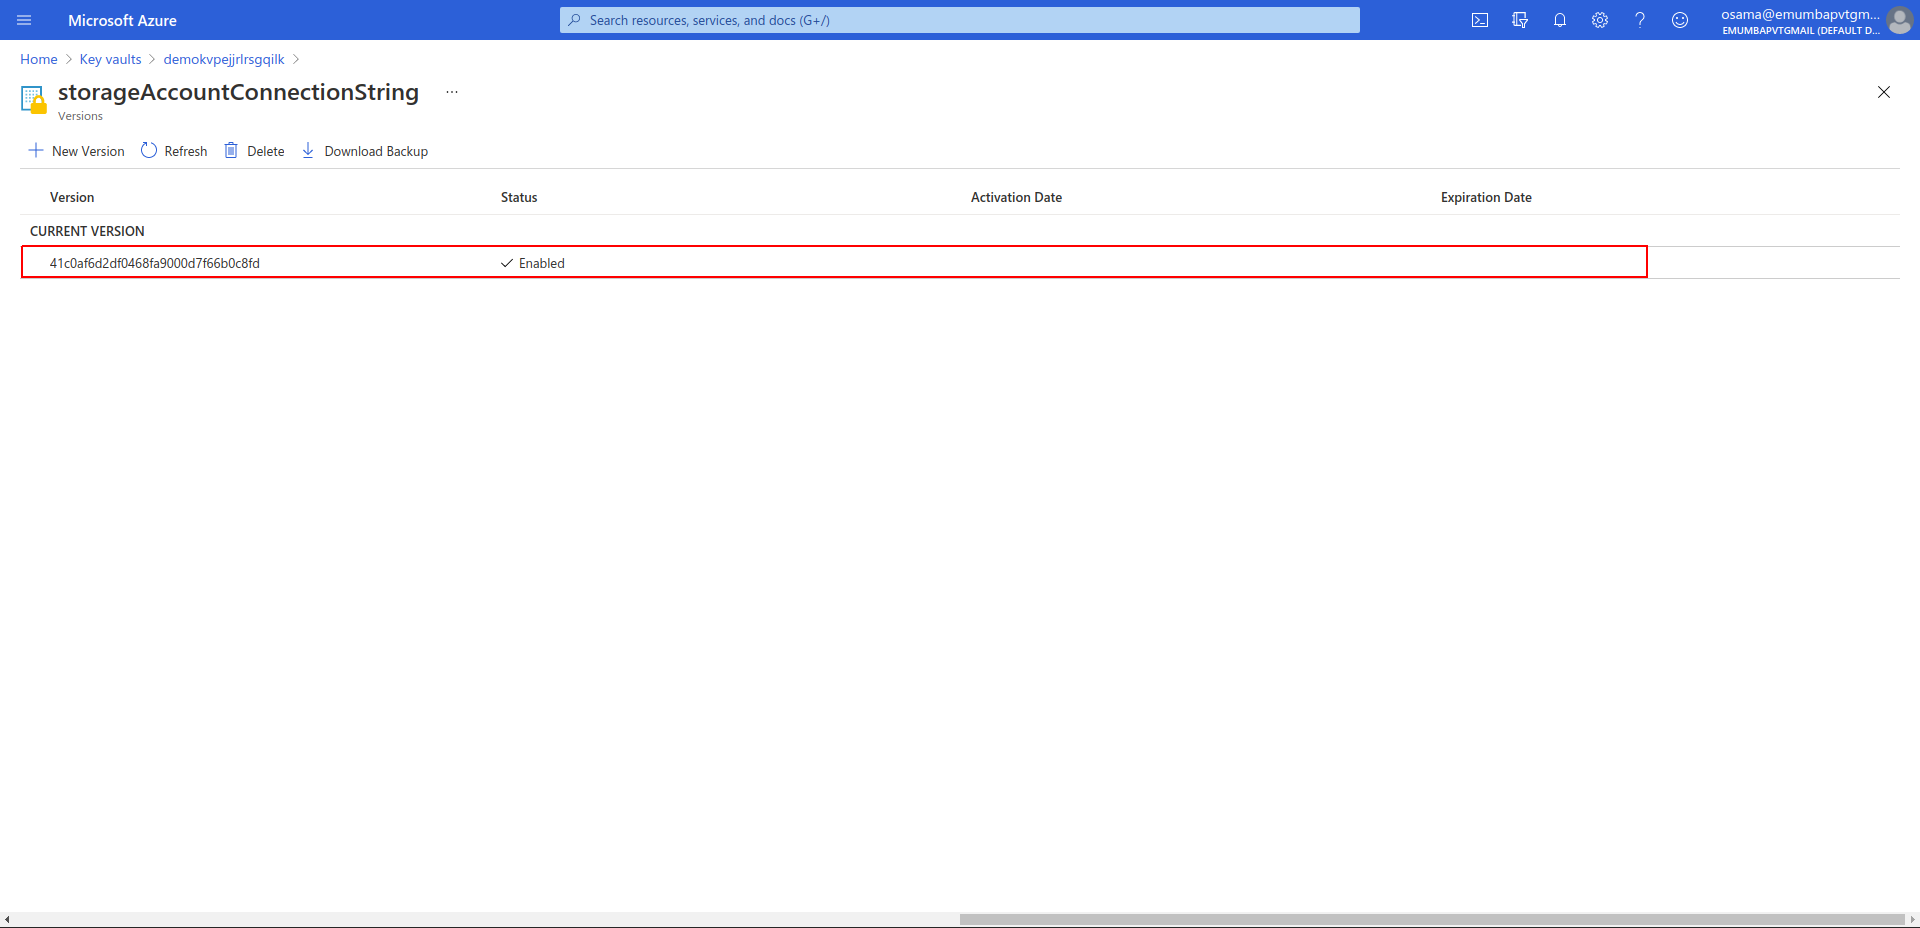 Microsoft Azure
Search resources, services, and docs (G+/)
osama@emumbapvtgm...
EMUMBAPVTGMAIL (DEFAULT D...
Home > Key vaults > demokvpejjrlrsgqilk >
storageAccountConnectionString ...
Versions
New Version Refresh Delete Download Backup
Version Status Activation Date Expiration Date
CURRENT VERSION
41c0af6d2df0468fa9000d7f66b0c8fd Enabled